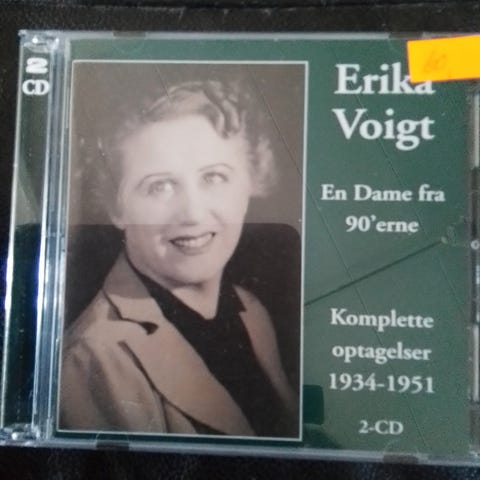 2
CD
Erika
Voigt
En Dame fra
90'erne
Komplette
optagelser
1934-1951
2-CD